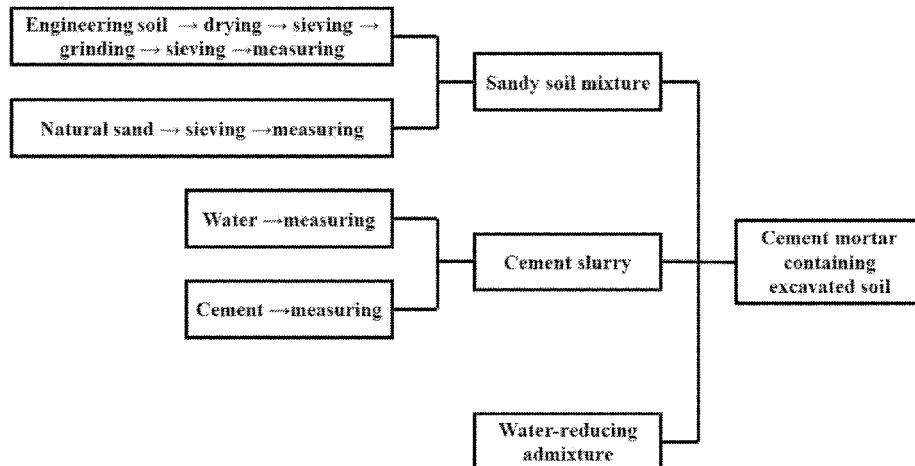 Engineering soil → drying → sieving →
grinding → sieving →measuring
Sandy soil mixture
Natural sand → sieving →measuring
Water →measuring
Cement slurry
Cement →measuring
Water-reducing
admixture
Cement mortar
containing
excavated soil